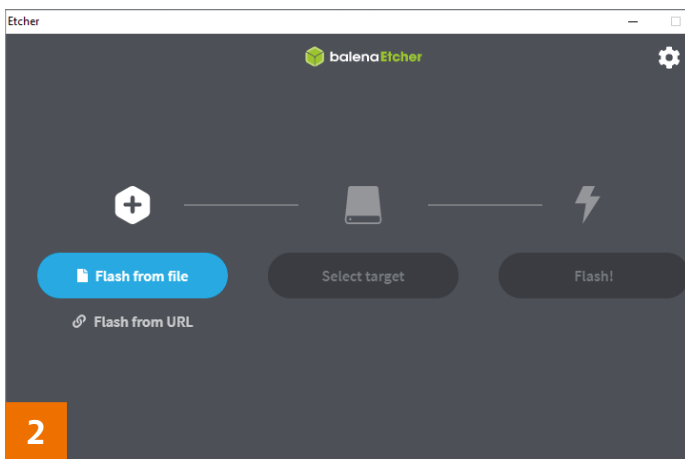 Etcher
balenaEtcher
Flash from file
Select target
Flash!
Flash from URL
2